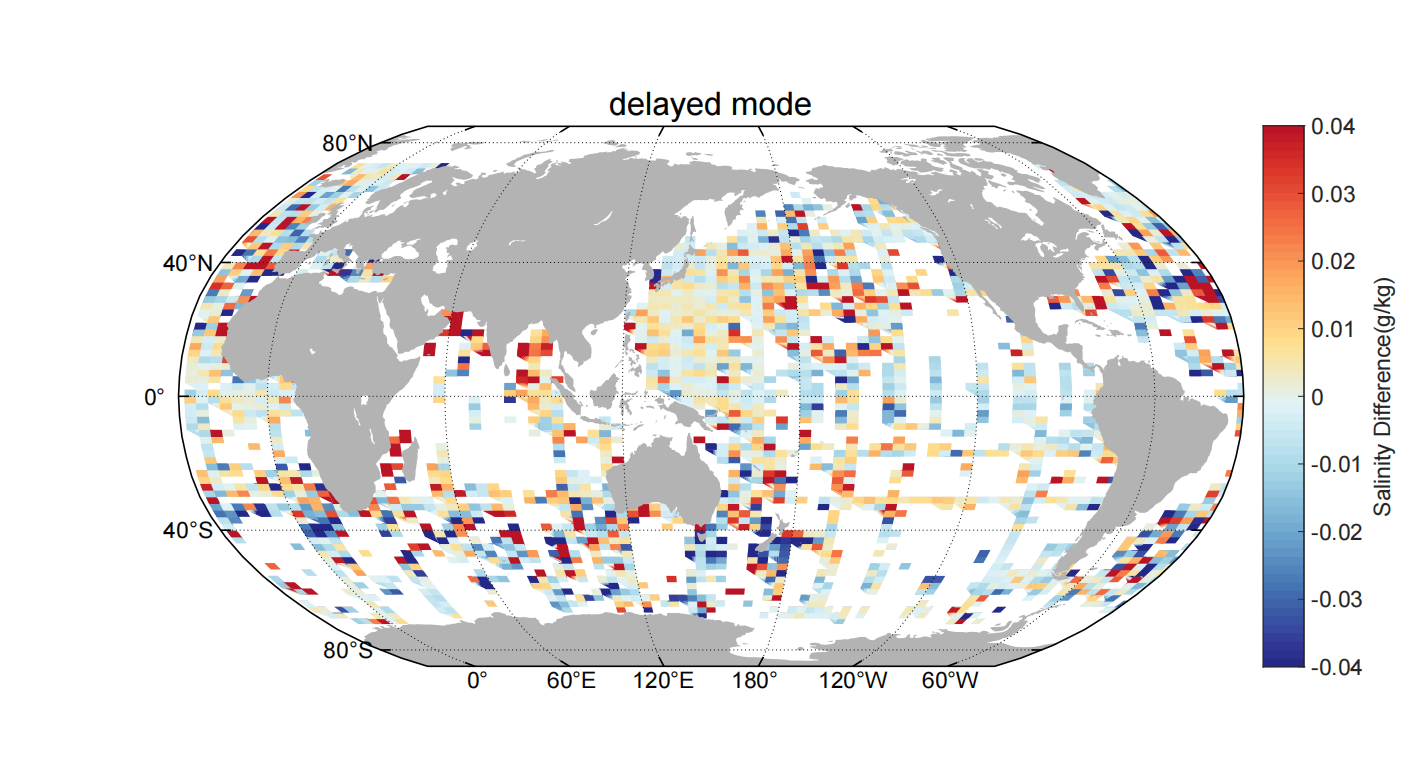 delayed mode
80°N
40°N
0°
40°S
80°S
0°
60°E
120°E
180°
120°W
60°W
0.04
0.03
0.02
0.01
0
-0.01
-0.02
-0.03
-0.04
Salinity Difference(g/kg)